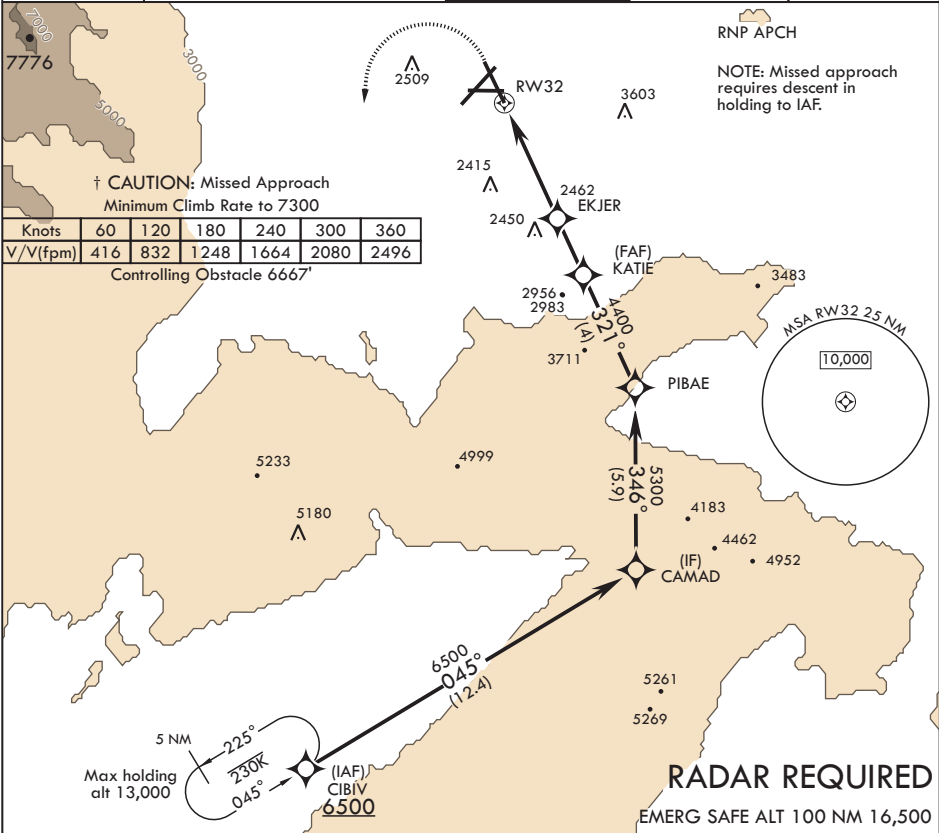 7000
7776
3000
5000
2509
RW32
3603
RNP APCH
NOTE: Missed approach
requires descent in
holding to IAF.
2415
2462
EKJER
2450
† CAUTION: Missed Approach
Minimum Climb Rate to 7300
Knots 60 120 180 240 300 360
V/V(fpm) 416 832 1248 1664 2080 2496
Controlling Obstacle 6667'
(FAF)
KATIE
2956
2983
3483
4400
321°
(4)
3711
MSA RW32 25 NM
10,000
PIBAE
5233
4999
5180
5300
346°
(5.9)
4183
4462
4952
(IF)
CAMAD
6500
045°
(12.4)
5261
5269
5 NM
225°
230K
045°
Max holding
alt 13,000
(IAF)
CIBIV
6500
RADAR REQUIRED
EMERG SAFE ALT 100 NM 16,500